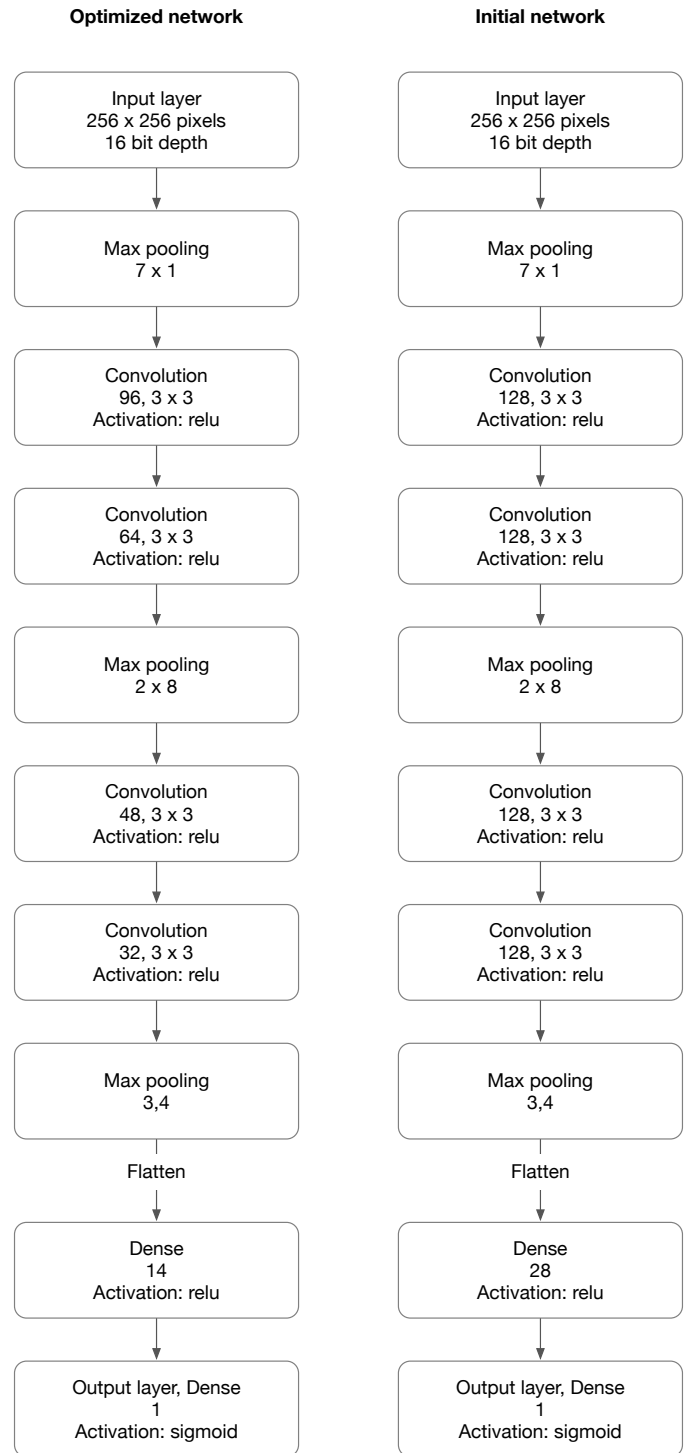 Optimized network
Input layer
256 x 256 pixels
16 bit depth
Max pooling
7 x 1
Convolution
96, 3 x 3
Activation: relu
Convolution
64, 3 x 3
Activation: relu
Max pooling
2 x 8
Convolution
48, 3 x 3
Activation: relu
Convolution
32, 3 x 3
Activation: relu
Max pooling
3,4
Flatten
Dense
14
Activation: relu
Output layer, Dense
1
Activation: sigmoid
Initial network
Input layer
256 x 256 pixels
16 bit depth
Max pooling
7 x 1
Convolution
128, 3 x 3
Activation: relu
Convolution
128, 3 x 3
Activation: relu
Max pooling
2 x 8
Convolution
128, 3 x 3
Activation: relu
Convolution
128, 3 x 3
Activation: relu
Max pooling
3,4
Flatten
Dense
28
Activation: relu
Output layer, Dense
1
Activation: sigmoid